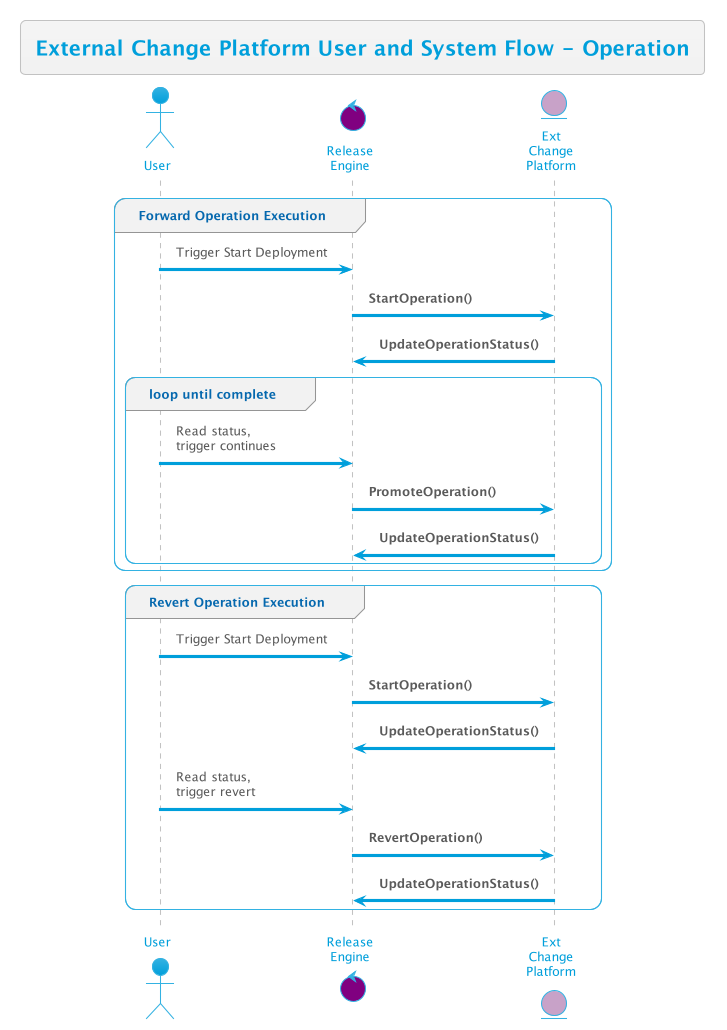 External Change Platform User and System Flow - Operation
User
Release
Engine
Ext
Change
Platform
Forward Operation Execution
Trigger Start Deployment
StartOperation()
UpdateOperationStatus()
loop until complete
Read status,
trigger continues
PromoteOperation()
UpdateOperationStatus()
Revert Operation Execution
Trigger Start Deployment
StartOperation()
UpdateOperationStatus()
Read status,
trigger revert
RevertOperation()
UpdateOperationStatus()
User
Release
Engine
Ext
Change
Platform